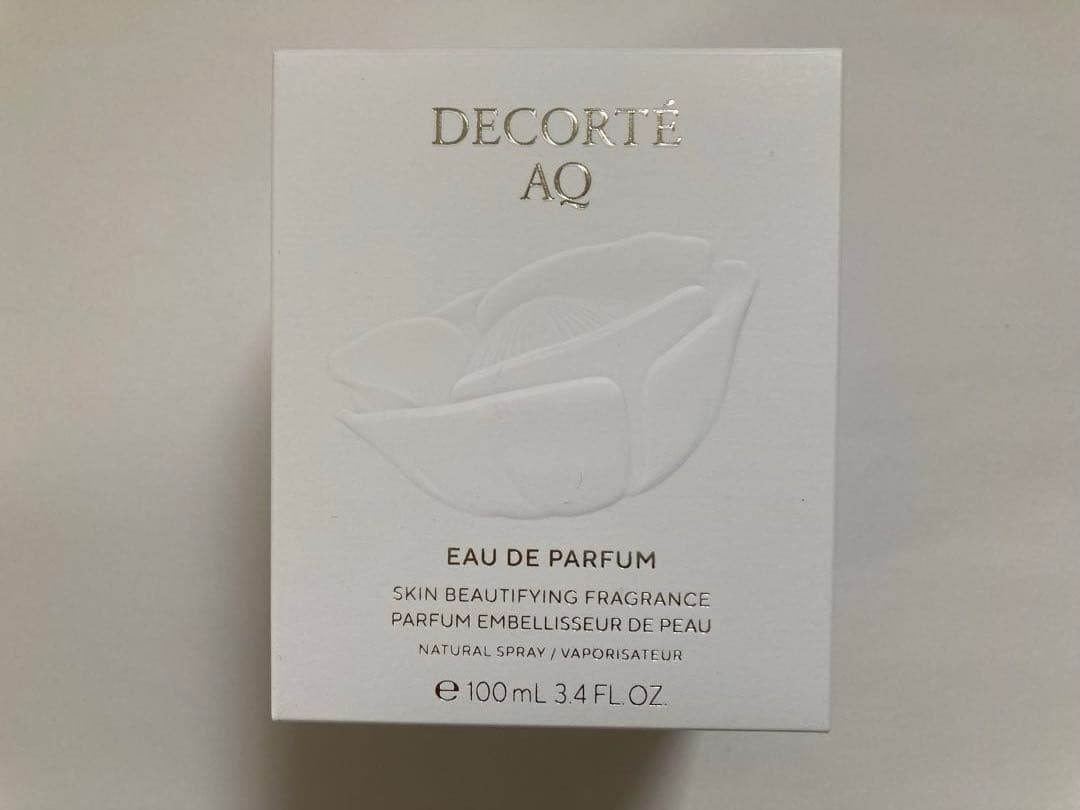 DECORTÉ
AQ
EAU DE PARFUM
SKIN BEAUTIFYING FRAGRANCE
PARFUM EMBELLISSEUR DE PEAU
NATURAL SPRAY / VAPORISATEUR
℮ 100 mL 3.4 FL.OZ.